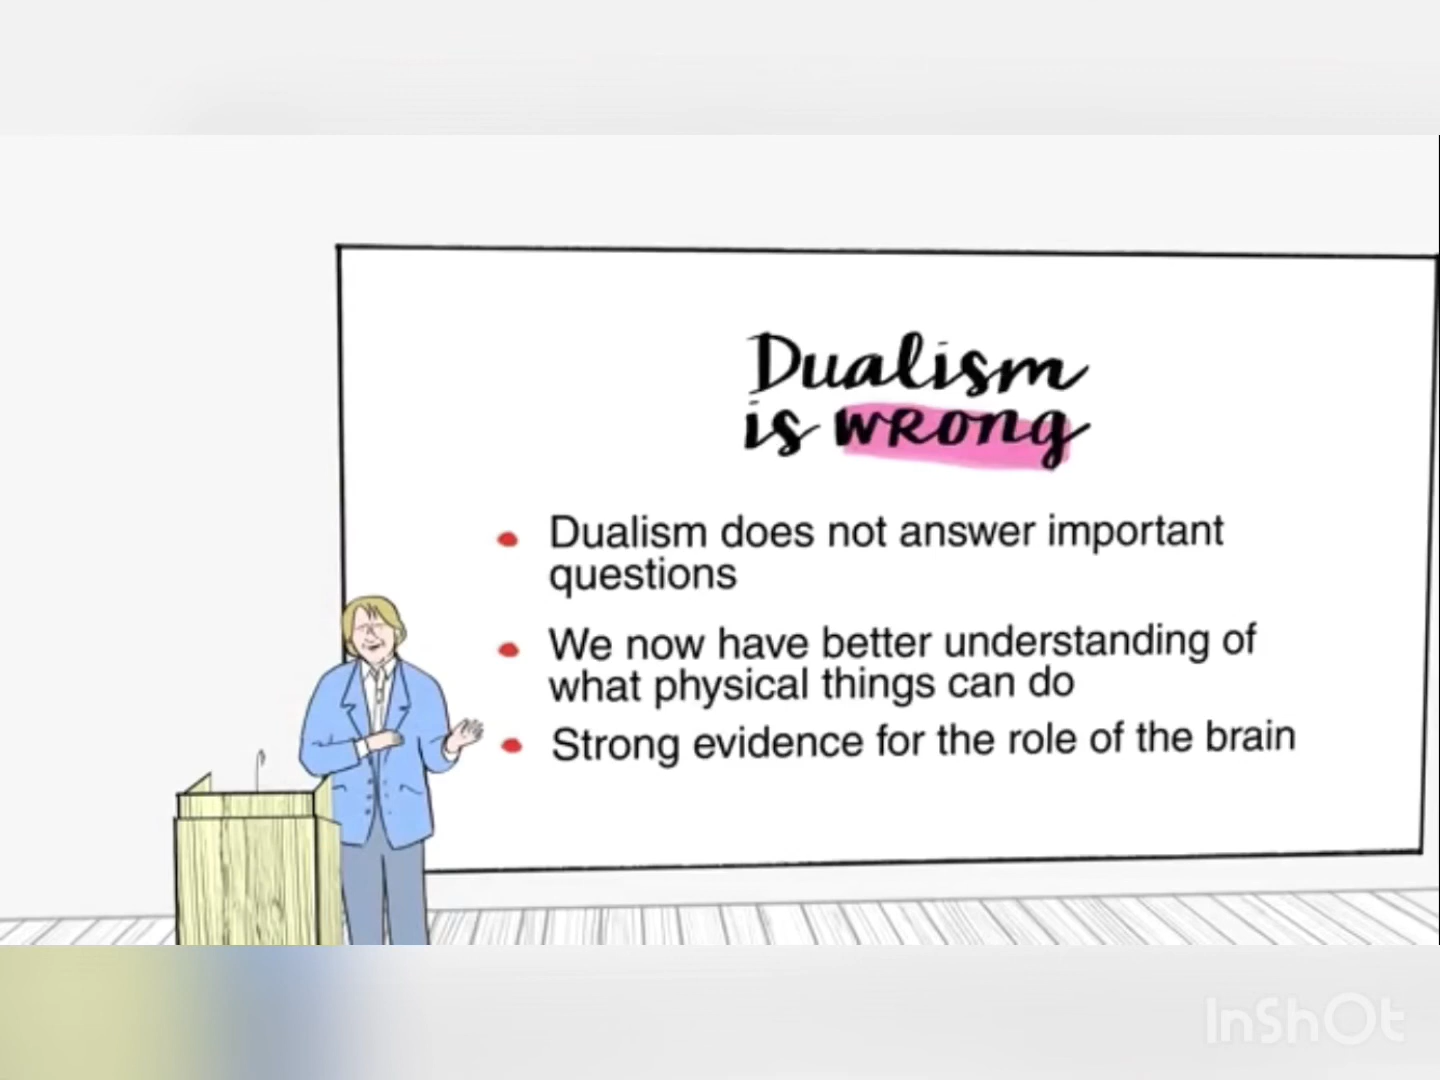 Dualism
is wrong
Dualism does not answer important
questions
We now have better understanding of
what physical things can do
Strong evidence for the role of the brain
InShOt